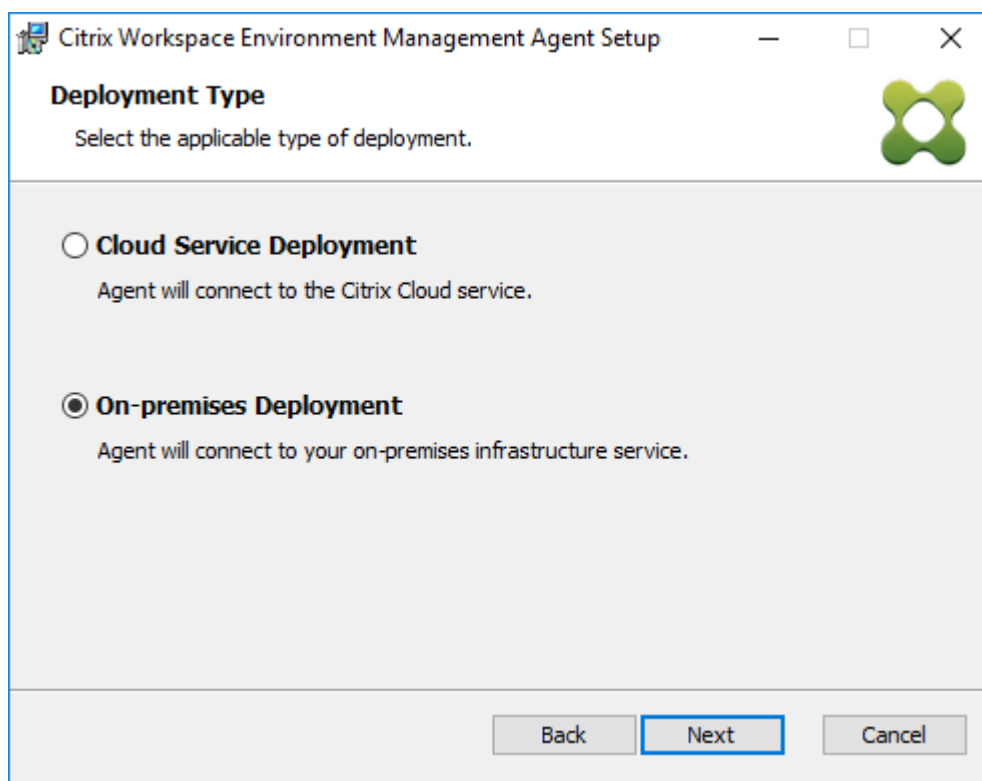 Citrix Workspace Environment Management Agent Setup
Deployment Type
Select the applicable type of deployment.
Cloud Service Deployment
Agent will connect to the Citrix Cloud service.
On-premises Deployment
Agent will connect to your on-premises infrastructure service.
Back Next Cancel